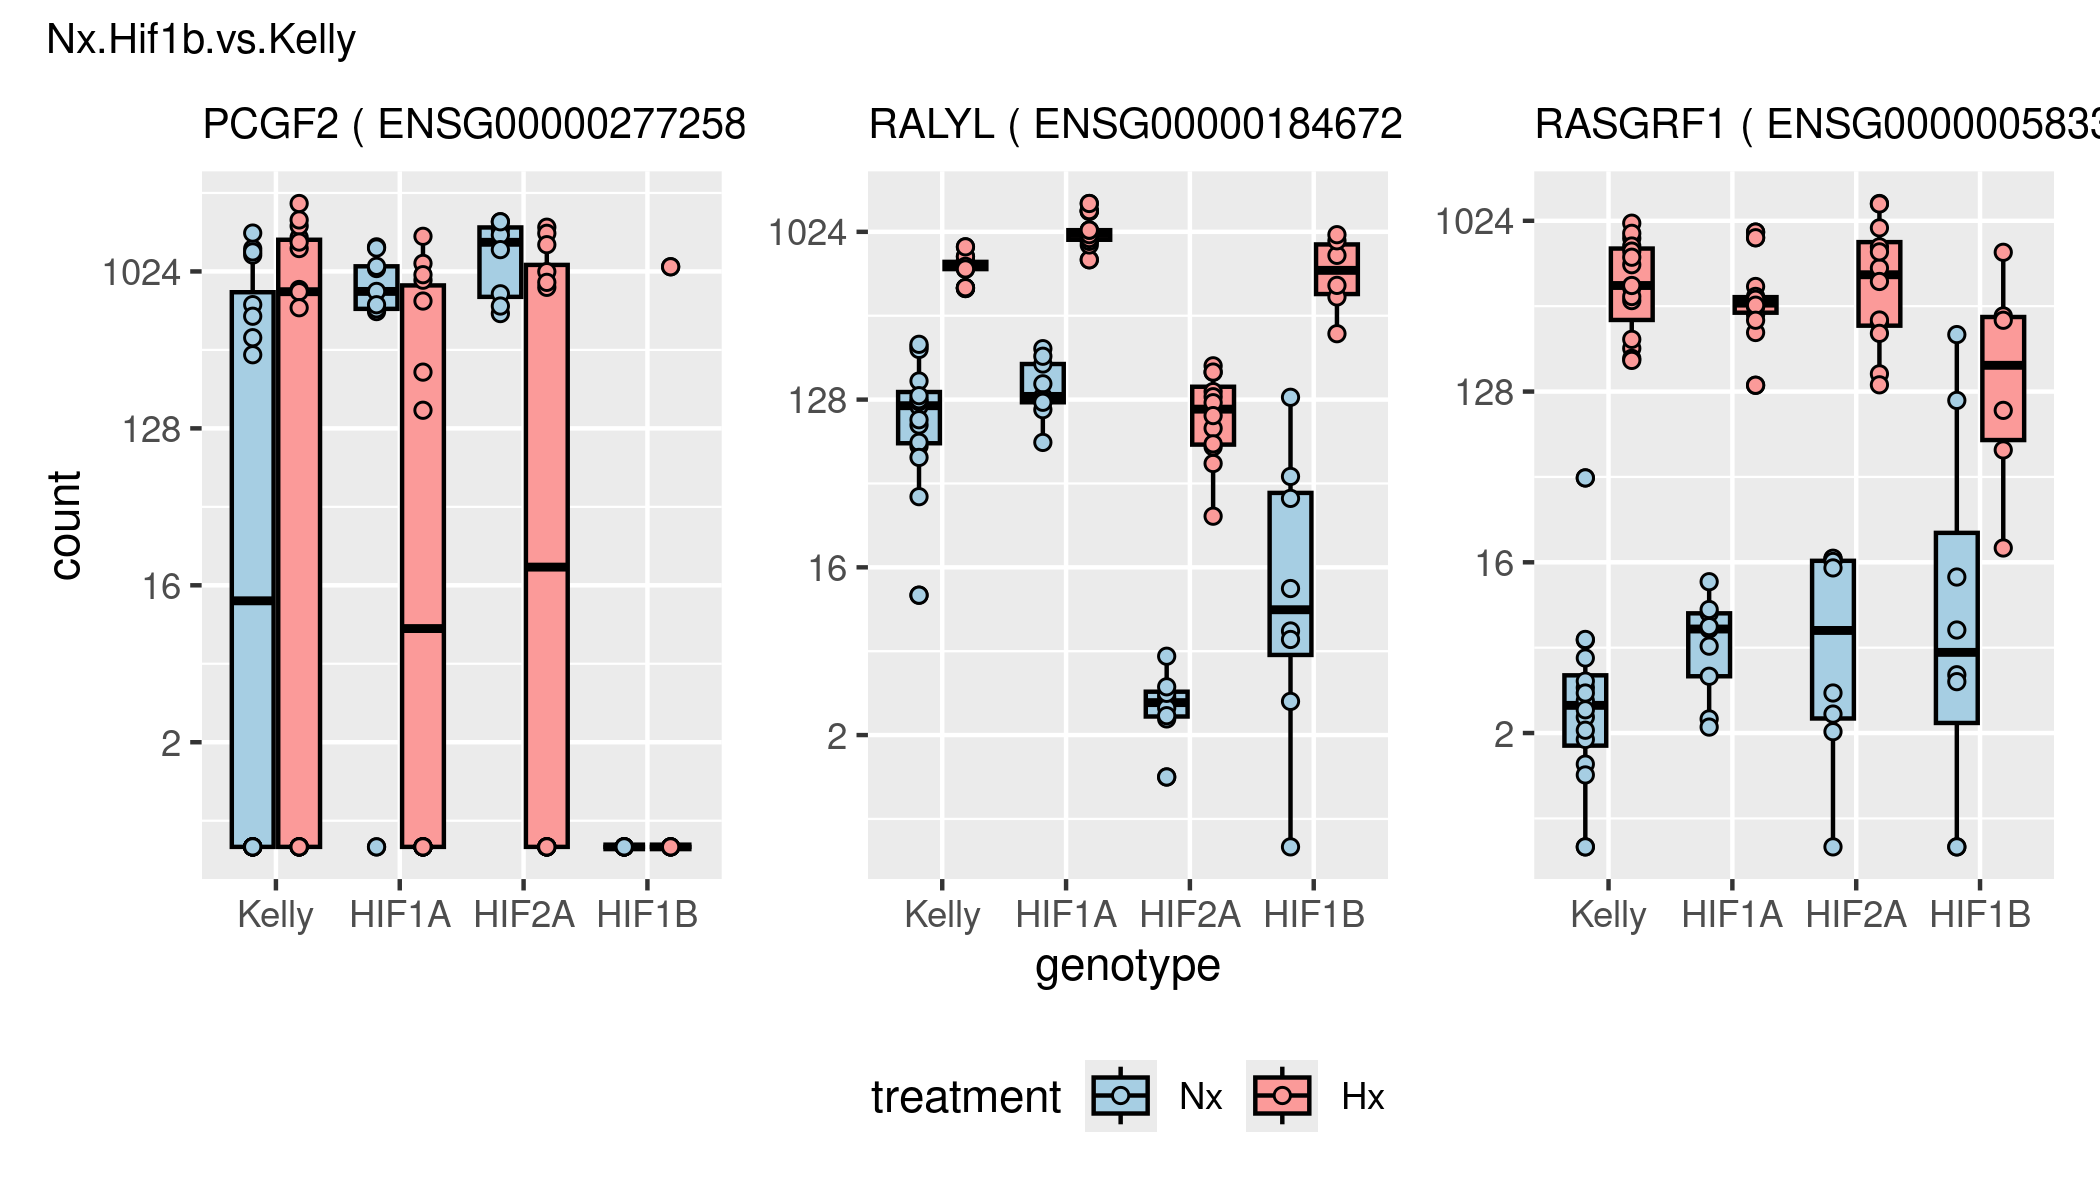 Nx.Hif1b.vs.Kelly
PCGF2 ( ENSG00000277258
RALYL ( ENSG00000184672
RASGRF1 ( ENSG0000005833
count
1024
128
16
2
1024
128
16
2
1024
128
16
2
Kelly HIF1A HIF2A HIF1B
Kelly HIF1A HIF2A HIF1B
Kelly HIF1A HIF2A HIF1B
genotype
treatment Nx Hx